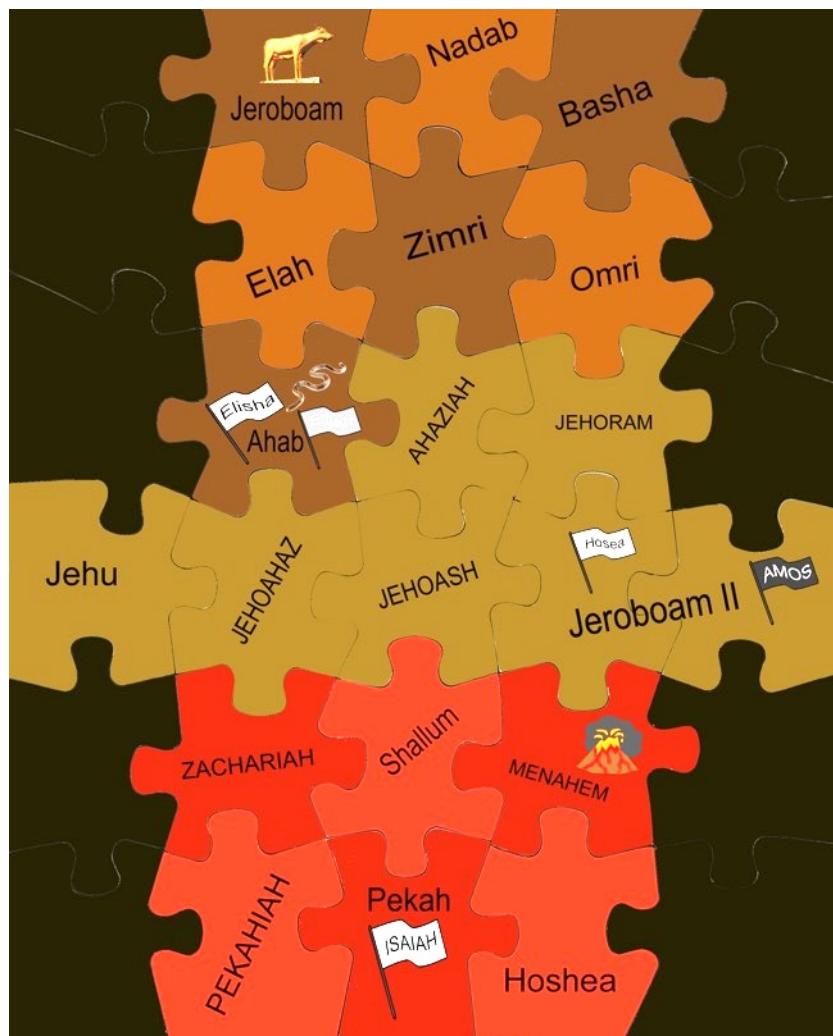 Jeroboam
Nadab
Basha
Elah
Zimri
Omri
Elisha
Ahab
AHAZIAH
JEHORAM
Jehu
JEHOAHAZ
JEHOASH
Hosea
Jeroboam II
AMOS
ZACHARIAH
Shallum
MENAHEM
PEKAHIAH
Pekah
ISAIAH
Hoshea